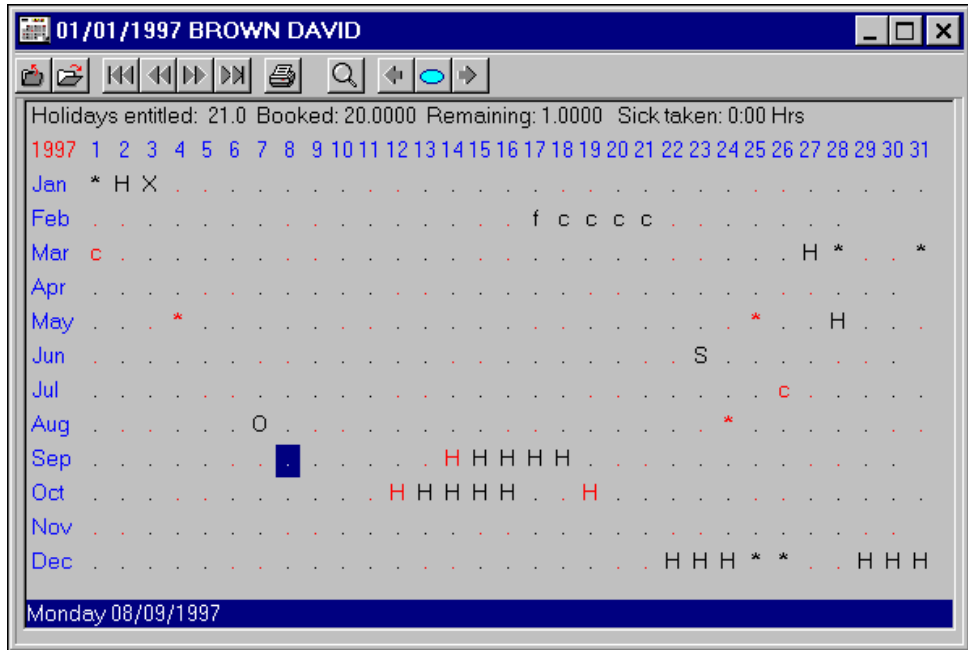 01/01/1997 BROWN DAVID
Holidays entitled: 21.0 Booked: 20.0000 Remaining: 1.0000 Sick taken: 0:00 Hrs
1997 1 2 3 4 5 6 7 8 9 10 11 12 13 14 15 16 17 18 19 20 21 22 23 24 25 26 27 28 29 30 31
Jan * H X . . . . . . . . . . . . . . . . . . . . . . . . . . . .
Feb . . . . . . . . . . . . . . . . f c c c c . . . . . . .
Mar c . . . . . . . . . . . . . . . . . . . . . . . . . H * . . *
Apr . . . . . . . . . . . . . . . . . . . . . . . . . . . . . .
May . . . * . . . . . . . . . . . . . . . . . . . . * . . H . . .
Jun . . . . . . . . . . . . . . . . . . . . . . S . . . . . . .
Jul . . . . . . . . . . . . . . . . . . . . . . . . . c . . . . .
Aug . . . . . . O . . . . . . . . . . . . . . . . * . . . . . . .
Sep . . . . . . . . . . . . . H H H H H . . . . . . . . . . . .
Oct . . . . . . . . . . . H H H H H . . H . . . . . . . . . . . .
Nov . . . . . . . . . . . . . . . . . . . . . . . . . . . . . .
Dec . . . . . . . . . . . . . . . . . . . . . H H H * * . . H H H
Monday 08/09/1997